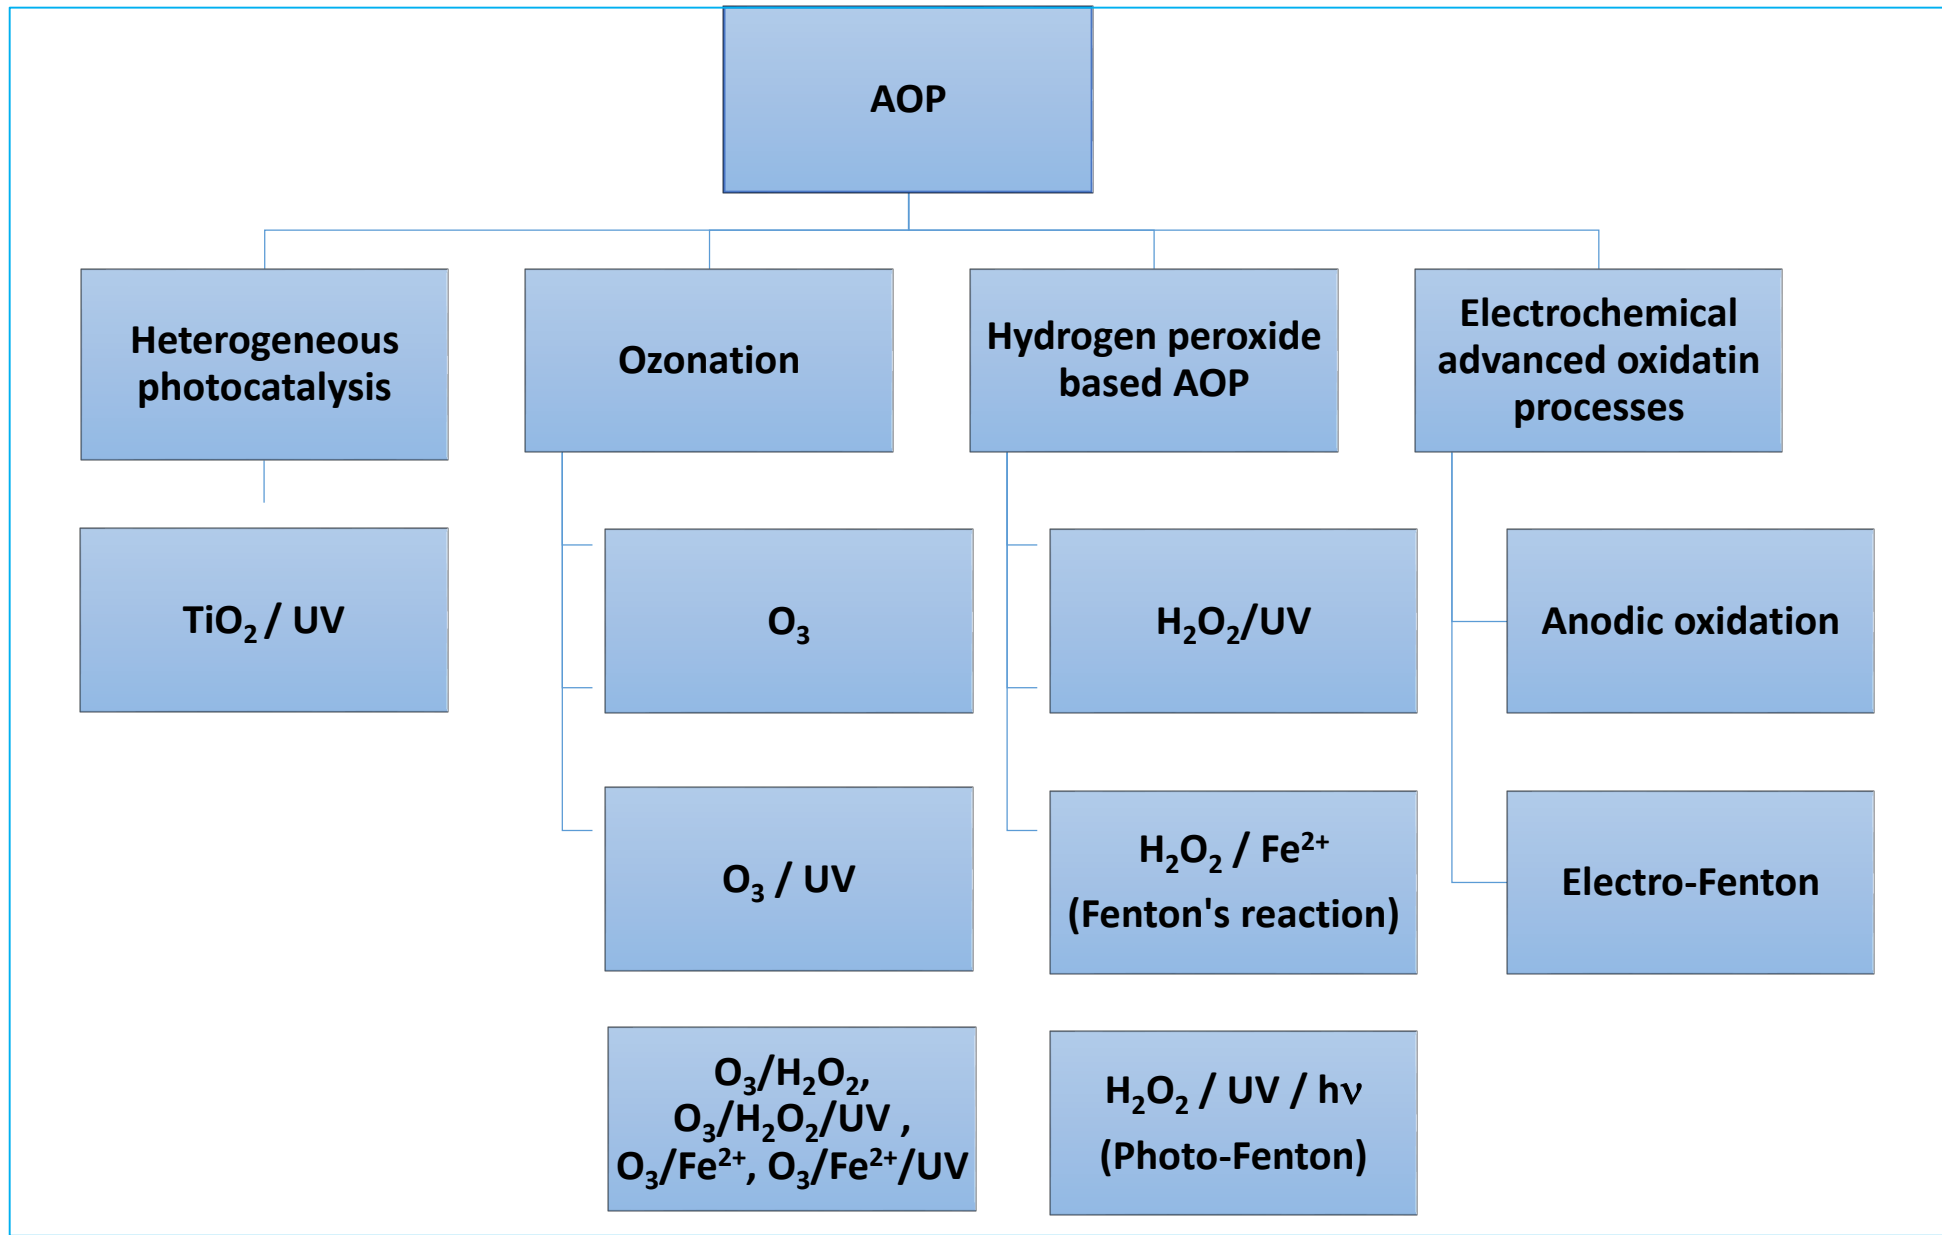 AOP
Heterogeneous
photocatalysis
Ozonation
Hydrogen peroxide
based AOP
Electrochemical
advanced oxidatin
processes
TiO₂ / UV
O₃
H₂O₂/UV
Anodic oxidation
O₃ / UV
H₂O₂ / Fe²⁺
(Fenton's reaction)
Electro-Fenton
O₃/H₂O₂,
O₃/H₂O₂/UV ,
O₃/Fe²⁺, O₃/Fe²⁺/UV
H₂O₂ / UV / hν
(Photo-Fenton)